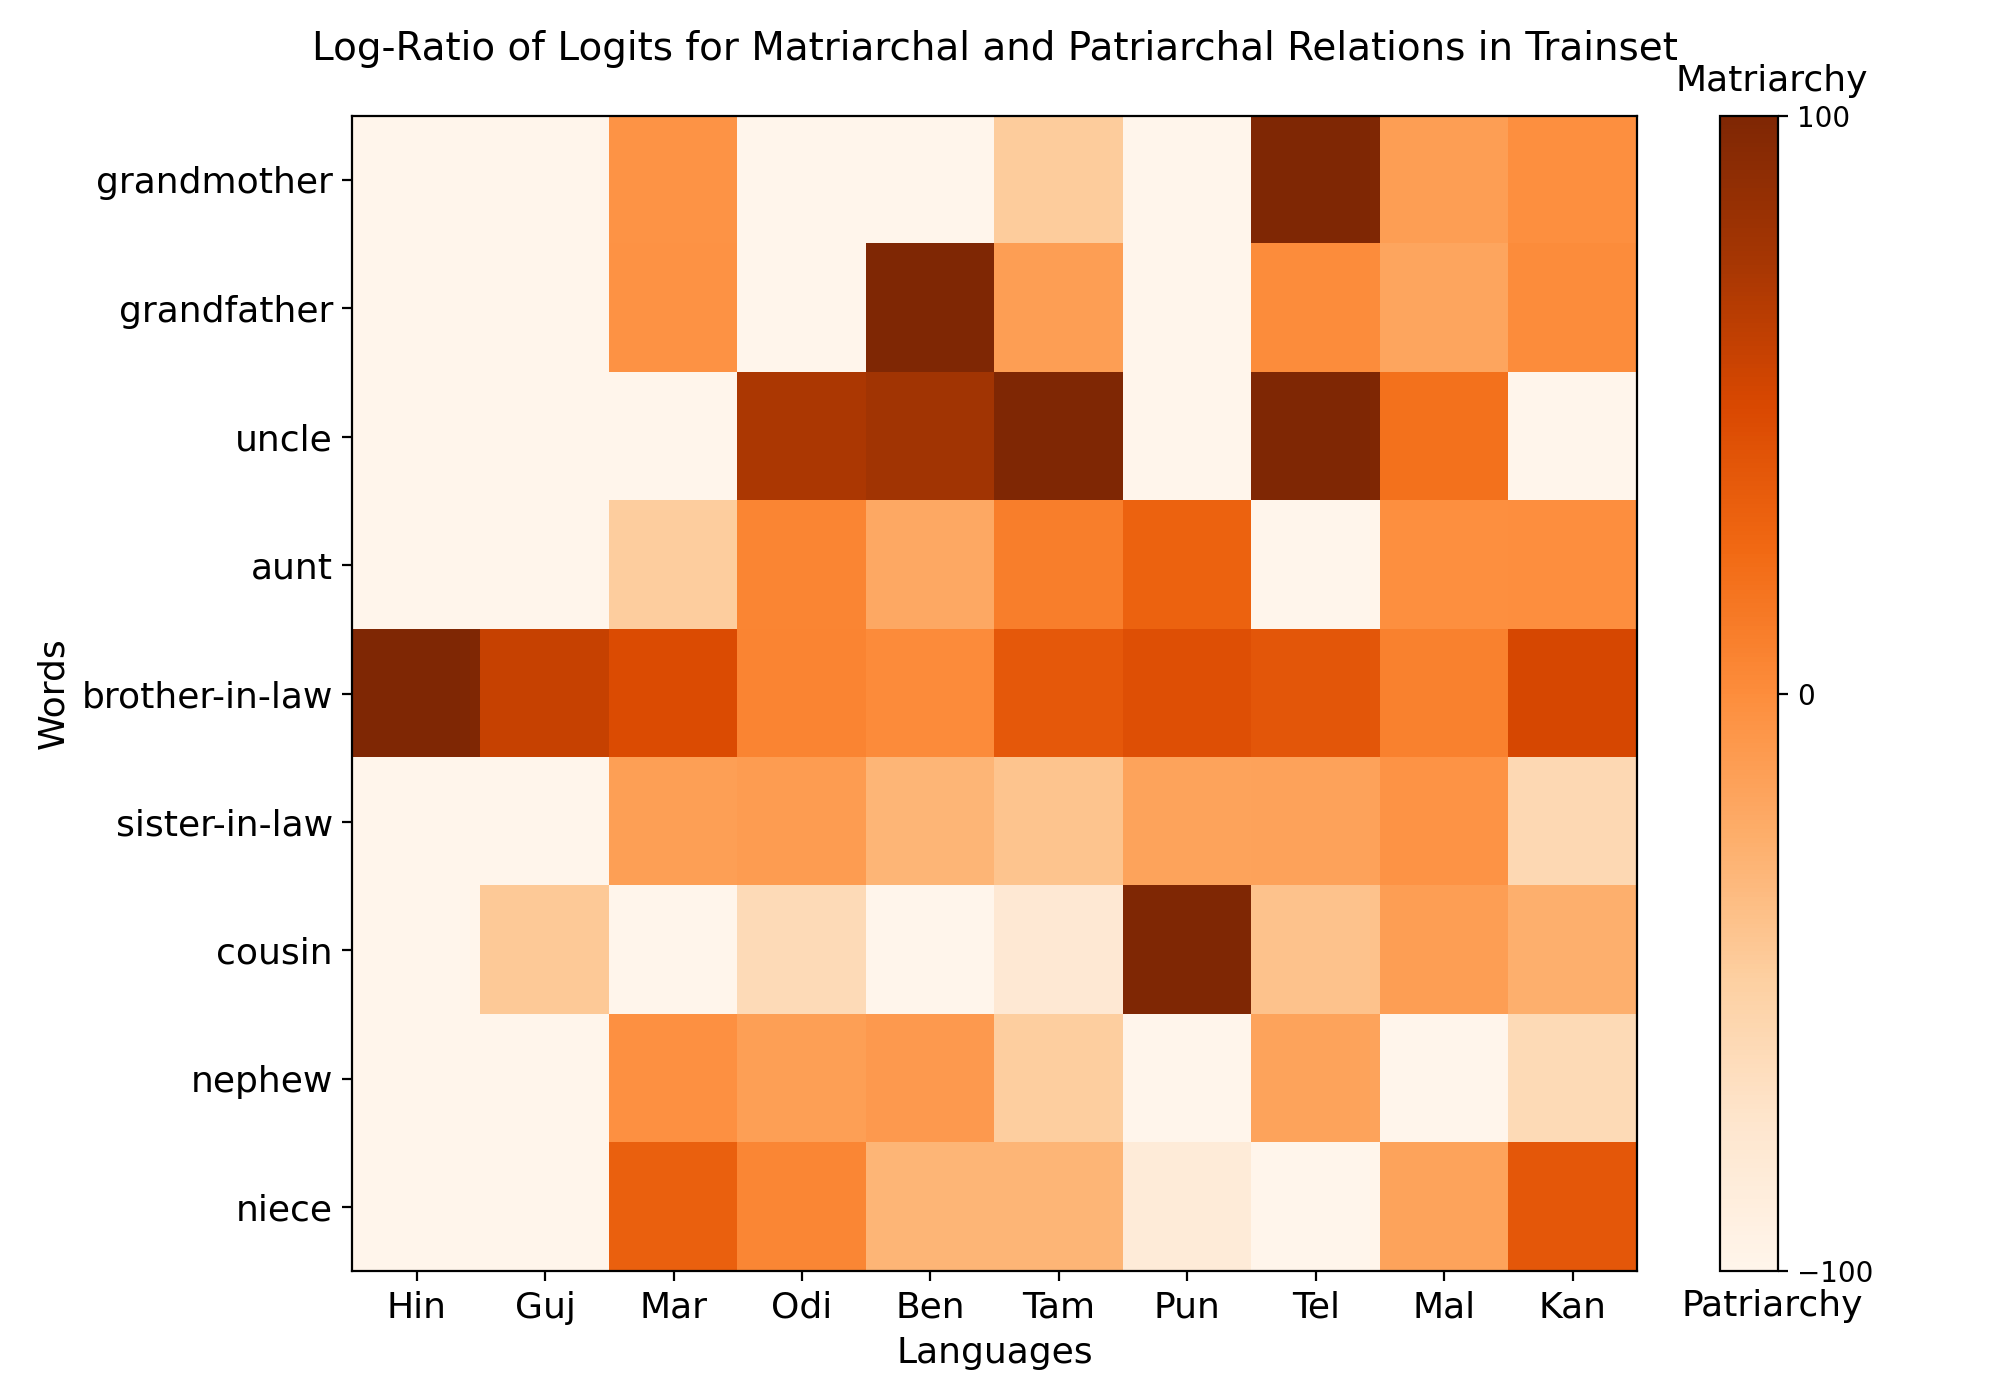 Log-Ratio of Logits for Matriarchal and Patriarchal Relations in Trainset
Matriarchy
100
0
−100
Patriarchy
Words
grandmother
grandfather
uncle
aunt
brother-in-law
sister-in-law
cousin
nephew
niece
Hin Guj Mar Odi Ben Tam Pun Tel Mal Kan
Languages